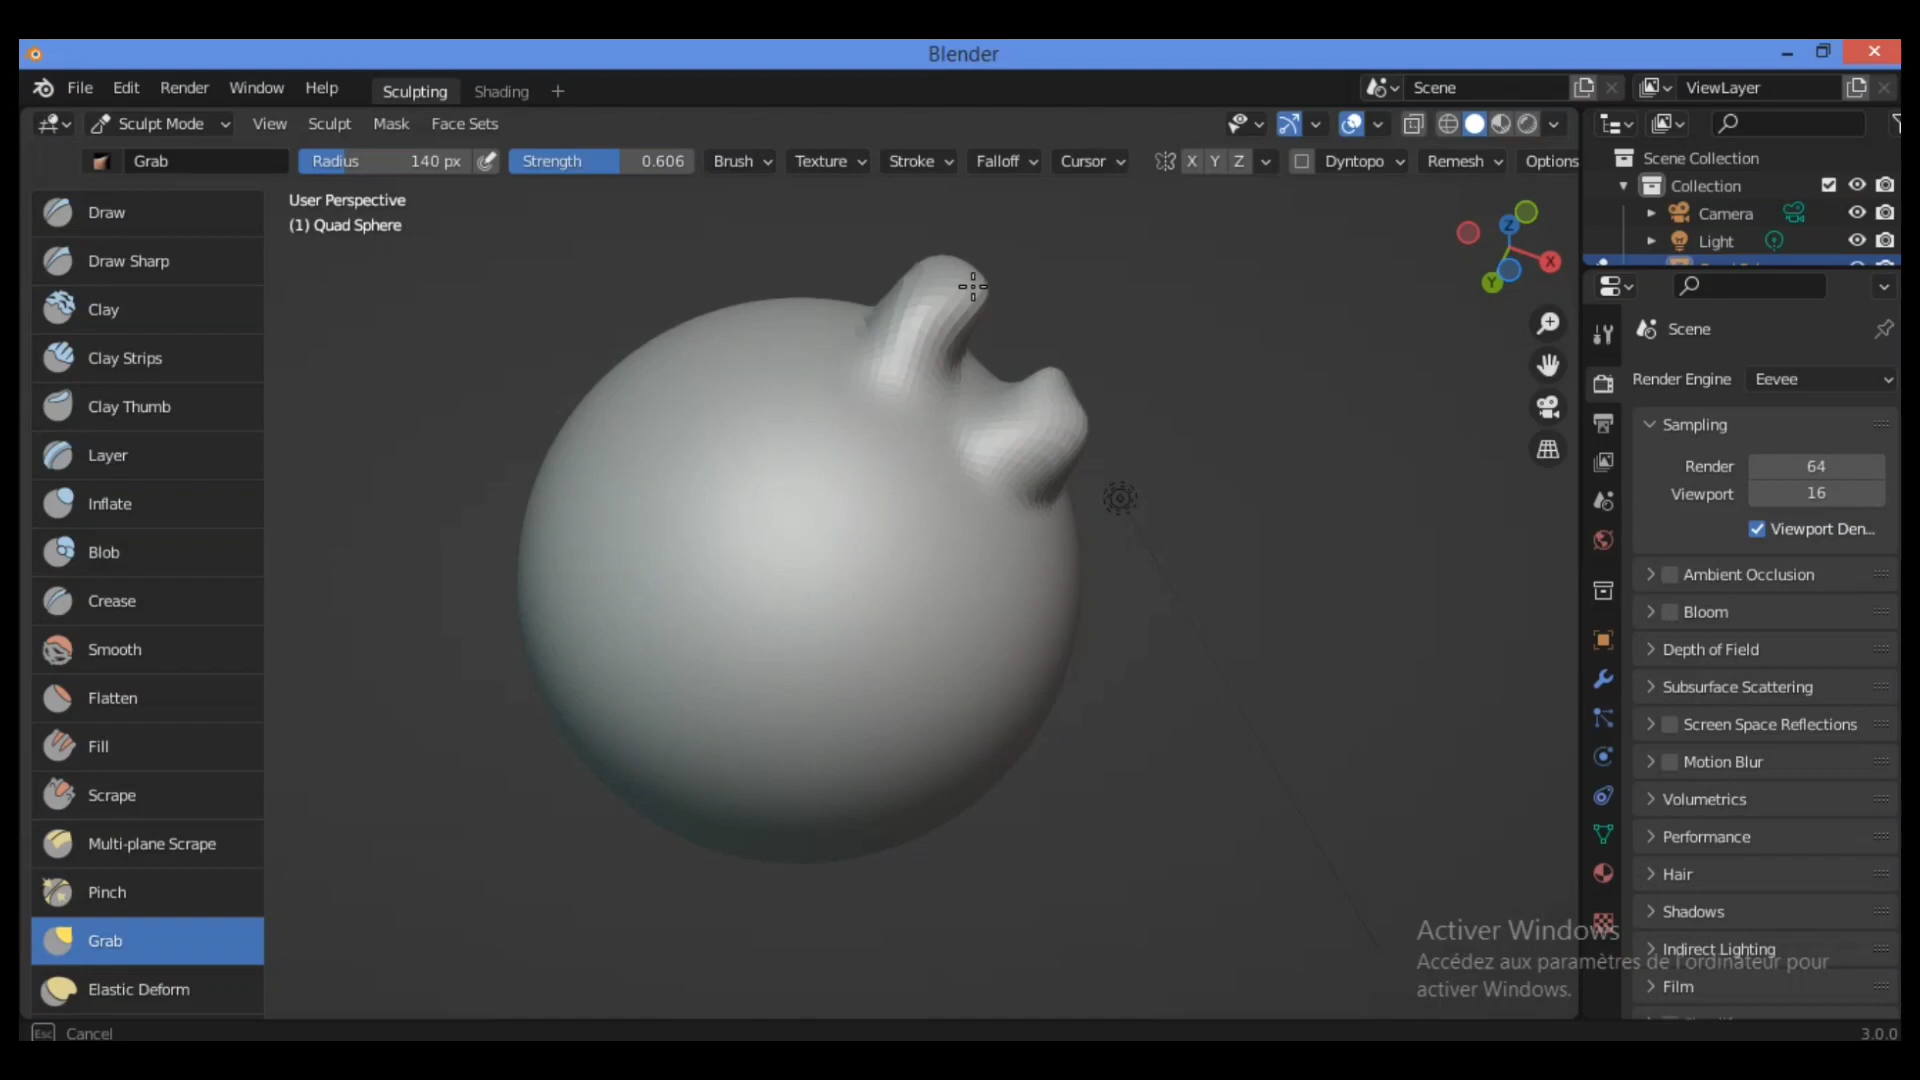 Blender
File Edit Render Window Help Sculpting Shading + Scene ViewLayer
Sculpt Mode View Sculpt Mask Face Sets
Grab Radius 140 px Strength 0.606 Brush Texture Stroke Falloff Cursor X Y Z Dyntopo Remesh Options
User Perspective
(1) Quad Sphere
Draw
Draw Sharp
Clay
Clay Strips
Clay Thumb
Layer
Inflate
Blob
Crease
Smooth
Flatten
Fill
Scrape
Multi-plane Scrape
Pinch
Grab
Elastic Deform
Z
X
Y
Scene Collection
Collection
Camera
Light
Scene
Render Engine Eevee
Sampling
Render 64
Viewport 16
Viewport Den...
Ambient Occlusion
Bloom
Depth of Field
Subsurface Scattering
Screen Space Reflections
Motion Blur
Volumetrics
Performance
Hair
Shadows
Indirect Lighting
Film
Activer Windows
Accédez aux paramètres de l'ordinateur pour
activer Windows.
Esc Cancel
3.0.0